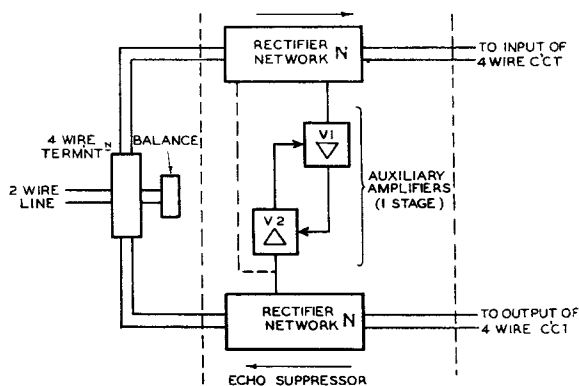 RECTIFIER
NETWORK N
TO INPUT OF
4 WIRE C'CT
4 WIRE
TERMNTᴺ
BALANCE
V1
2 WIRE
LINE
AUXILIARY
AMPLIFIERS
(1 STAGE)
V2
RECTIFIER
NETWORK N
TO OUTPUT OF
4 WIRE C'CT
ECHO SUPPRESSOR